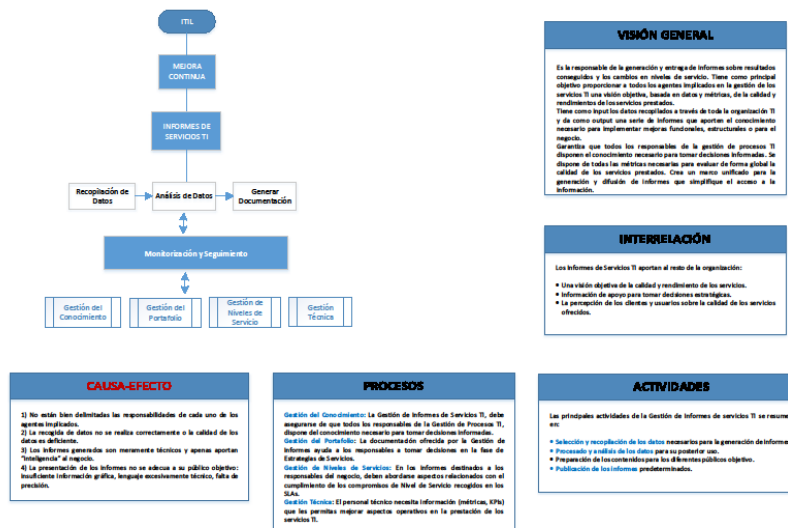 ITIL
MEJORA
CONTINUA
INFORMES DE
SERVICIOS TI
Recopilación de
Datos
Análisis de Datos
Generar
Documentación
Monitorización y Seguimiento
Gestión del
Conocimiento
Gestión del
Portafolio
Gestión de
Niveles de
Servicio
Gestión
Técnica
VISIÓN GENERAL
Es la responsable de la generación y entrega de informes sobre resultados
conseguidos y los cambios en niveles de servicio. Tiene como principal
objetivo proporcionar a todos los agentes implicados en la gestión de los
servicios TI una visión objetiva, basada en datos y métricas, de la calidad y
rendimientos de los servicios prestados.
Tiene como input los datos recopilados a través de toda la organización TI
y da como output una serie de informes que aporten el conocimiento
necesario para implementar mejoras funcionales, estructurales o para el
negocio.
Garantiza que todos los responsables de la gestión de procesos TI
disponen el conocimiento necesario para tomar decisiones informadas. Se
dispone de todas las métricas necesarias para evaluar de forma global la
calidad de los servicios prestados. Crea un marco unificado para la
generación y difusión de informes que simplifique el acceso a la
información.
INTERRELACIÓN
Los Informes de Servicios TI aportan al resto de la organización:
• Una visión objetiva de la calidad y rendimiento de los servicios.
• Información de apoyo para tomar decisiones estratégicas.
• La percepción de los clientes y usuarios sobre la calidad de los servicios
ofrecidos.
CAUSA-EFECTO
1) No están bien delimitadas las responsabilidades de cada uno de los
agentes implicados.
2) La recogida de datos no se realiza correctamente o la calidad de los
datos es deficiente.
3) Los informes generados son meramente técnicos y apenas aportan
"inteligencia" al negocio.
4) La presentación de los informes no se adecua a su público objetivo:
insuficiente información gráfica, lenguaje excesivamente técnico, falta de
precisión.
PROCESOS
Gestión del Conocimiento: La Gestión de Informes de Servicios TI, debe
asegurarse de que todos los responsables de la Gestión de Procesos TI,
dispone del conocimiento necesario para tomar decisiones informadas.
Gestión del Portafolio: La documentación ofrecida por la Gestión de
Informes ayuda a los responsables a tomar decisiones en la fase de
Estrategias de Servicios.
Gestión de Niveles de Servicios: En los informes destinados a los
responsables del negocio, deben abordarse aspectos relacionados con el
cumplimiento de los compromisos de Nivel de Servicio recogidos en los
SLAs.
Gestión Técnica: El personal técnico necesita información (métricas, KPIs)
que les permitas mejorar aspectos operativos en la prestación de los
servicios TI.
ACTIVIDADES
Las principales actividades de la Gestión de Informes de servicios TI se resume
en:
• Selección y recopilación de los datos necesarios para la generación de informe
• Procesado y análisis de los datos para su posterior uso.
• Preparación de los contenidos para los diferentes públicos objetivo.
• Publicación de los informes predeterminados.